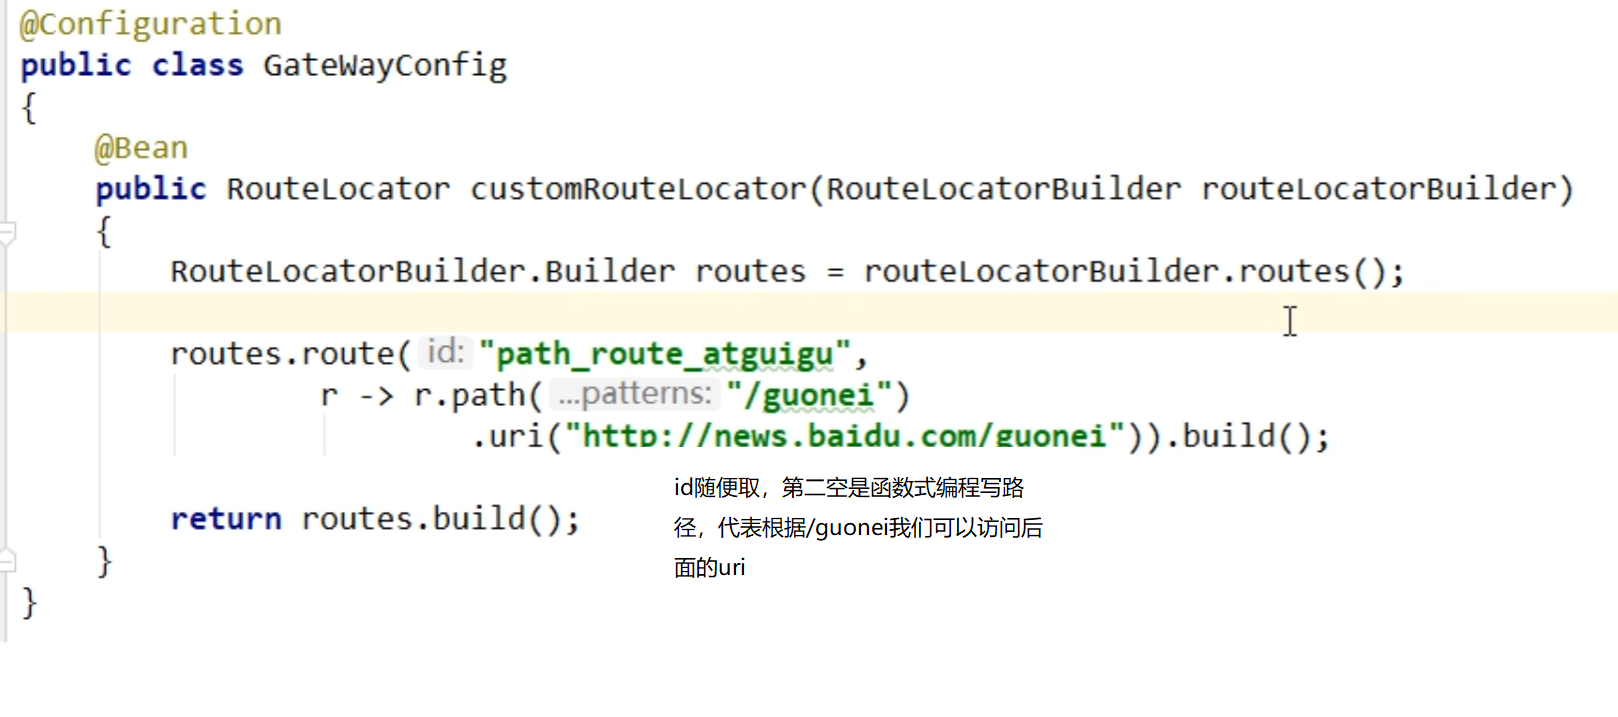 @Configuration
public class GateWayConfig
{
@Bean
public RouteLocator customRouteLocator(RouteLocatorBuilder routeLocatorBuilder)
{
RouteLocatorBuilder.Builder routes = routeLocatorBuilder.routes();
routes.route( id: "path_route_atguigu",
r -> r.path( ...patterns: "/guonei")
.uri("http://news.baidu.com/guonei")).build();
id随便取，第二空是函数式编程写路
return routes.build();
径，代表根据/guonei我们可以访问后
面的uri
}
}